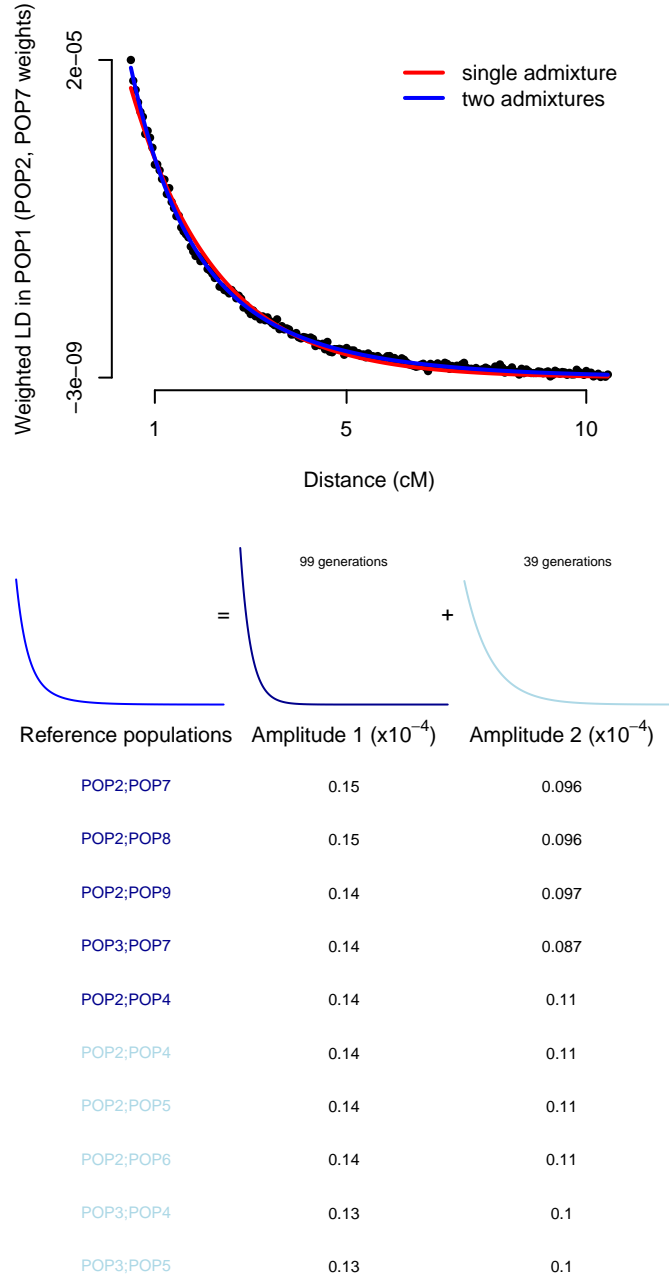 Weighted LD in POP1 (POP2, POP7 weights)
2e−05
−3e−09
single admixture
two admixtures
1 5 10
Distance (cM)
99 generations 39 generations
= +
Reference populations Amplitude 1 (x10⁻⁴) Amplitude 2 (x10⁻⁴)
POP2;POP7 0.15 0.096
POP2;POP8 0.15 0.096
POP2;POP9 0.14 0.097
POP3;POP7 0.14 0.087
POP2;POP4 0.14 0.11
POP2;POP4 0.14 0.11
POP2;POP5 0.14 0.11
POP2;POP6 0.14 0.11
POP3;POP4 0.13 0.1
POP3;POP5 0.13 0.1